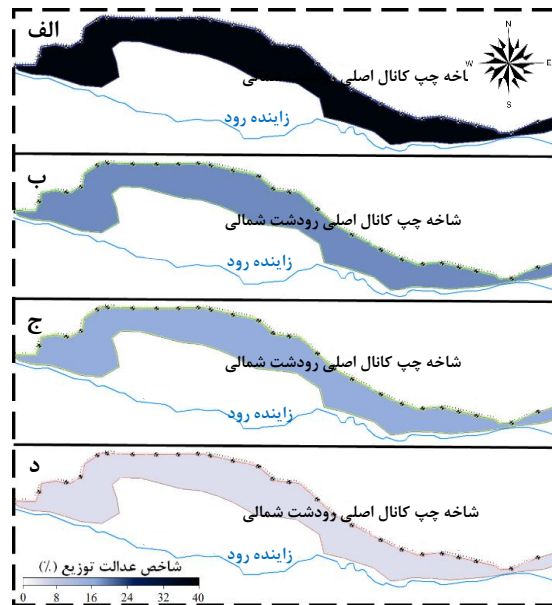 الف
N
W E
S
شاخه چپ کانال اصلی شمالی
زاینده رود
ب
شاخه چپ کانال اصلی رودشت شمالی
زاینده رود
ج
شاخه چپ کانال اصلی رودشت شمالی
زاینده رود
د
شاخه چپ کانال اصلی رودشت شمالی
زاینده رود
شاخص عدالت توزیع (٪)
0 8 16 24 32 40